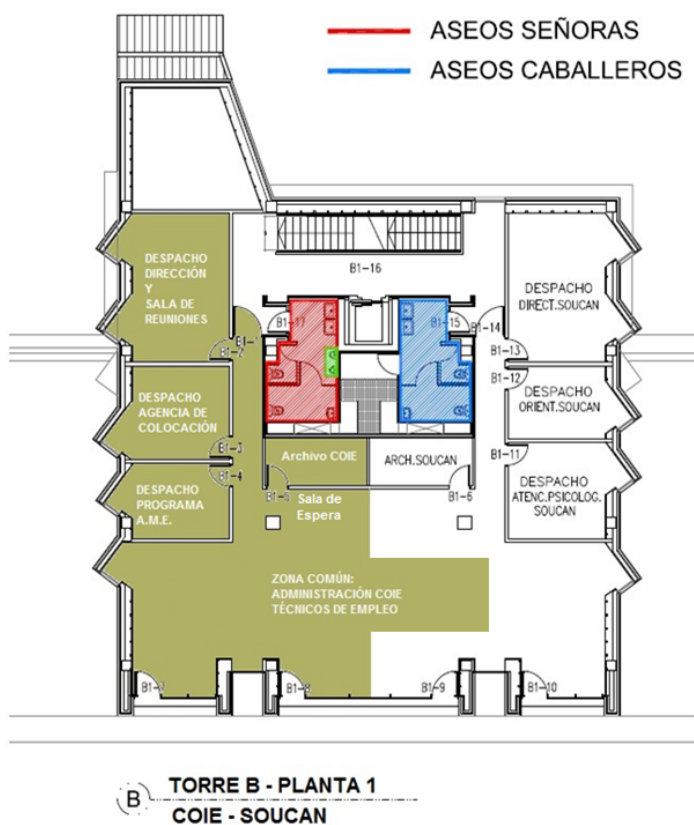 ASEOS SEÑORAS
ASEOS CABALLEROS
DESPACHO
DIRECCIÓN
Y
SALA DE
REUNIONES
B1-16
DESPACHO
DIRECT.SOUCAN
B1-17
B1-1
B1-2
B1-15
B1-14
B1-13
B1-12
DESPACHO
ORIENT.SOUCAN
DESPACHO
AGENCIA DE
COLOCACIÓN
B1-3
B1-4
B1-11
DESPACHO
PROGRAMA
A.M.E.
Archivo COIE
ARCH.SOUCAN
DESPACHO
ATENC.PSICOLOG.
SOUCAN
B1-5
B1-6
Sala de
Espera
ZONA COMÚN:
ADMINISTRACIÓN COIE
TÉCNICOS DE EMPLEO
B1-7
B1-8
B1-9
B1-10
B
TORRE B - PLANTA 1
COIE - SOUCAN